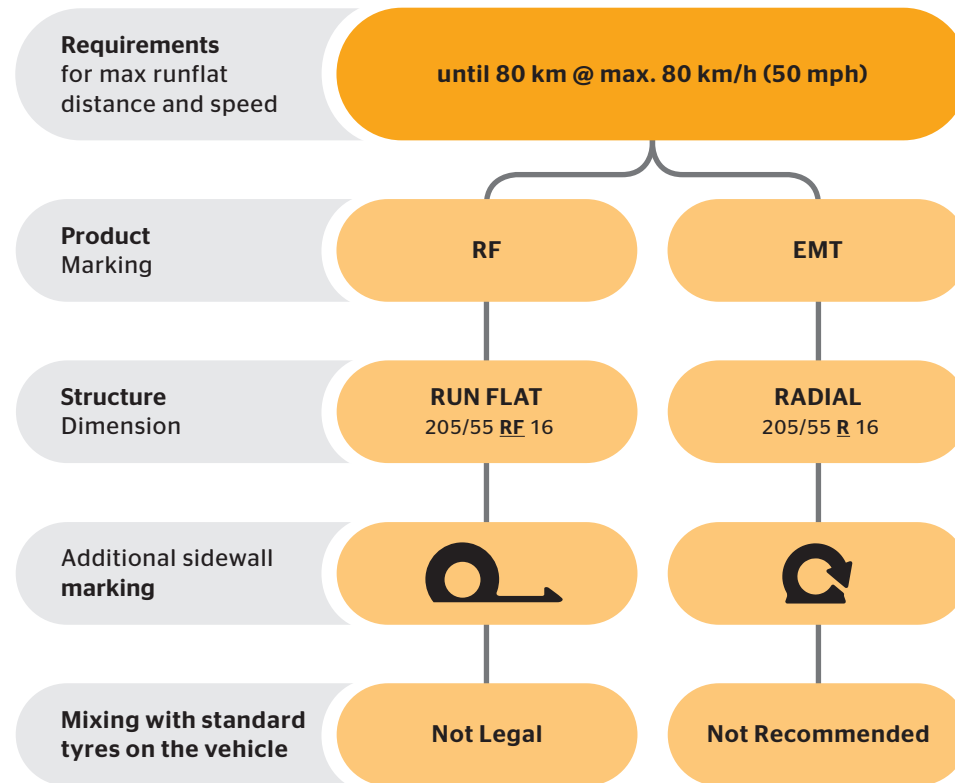 Requirements
for max runflat
distance and speed
until 80 km @ max. 80 km/h (50 mph)
Product
Marking
RF
EMT
Structure
Dimension
RUN FLAT
205/55 RF 16
RADIAL
205/55 R 16
Additional sidewall
marking
Mixing with standard
tyres on the vehicle
Not Legal
Not Recommended